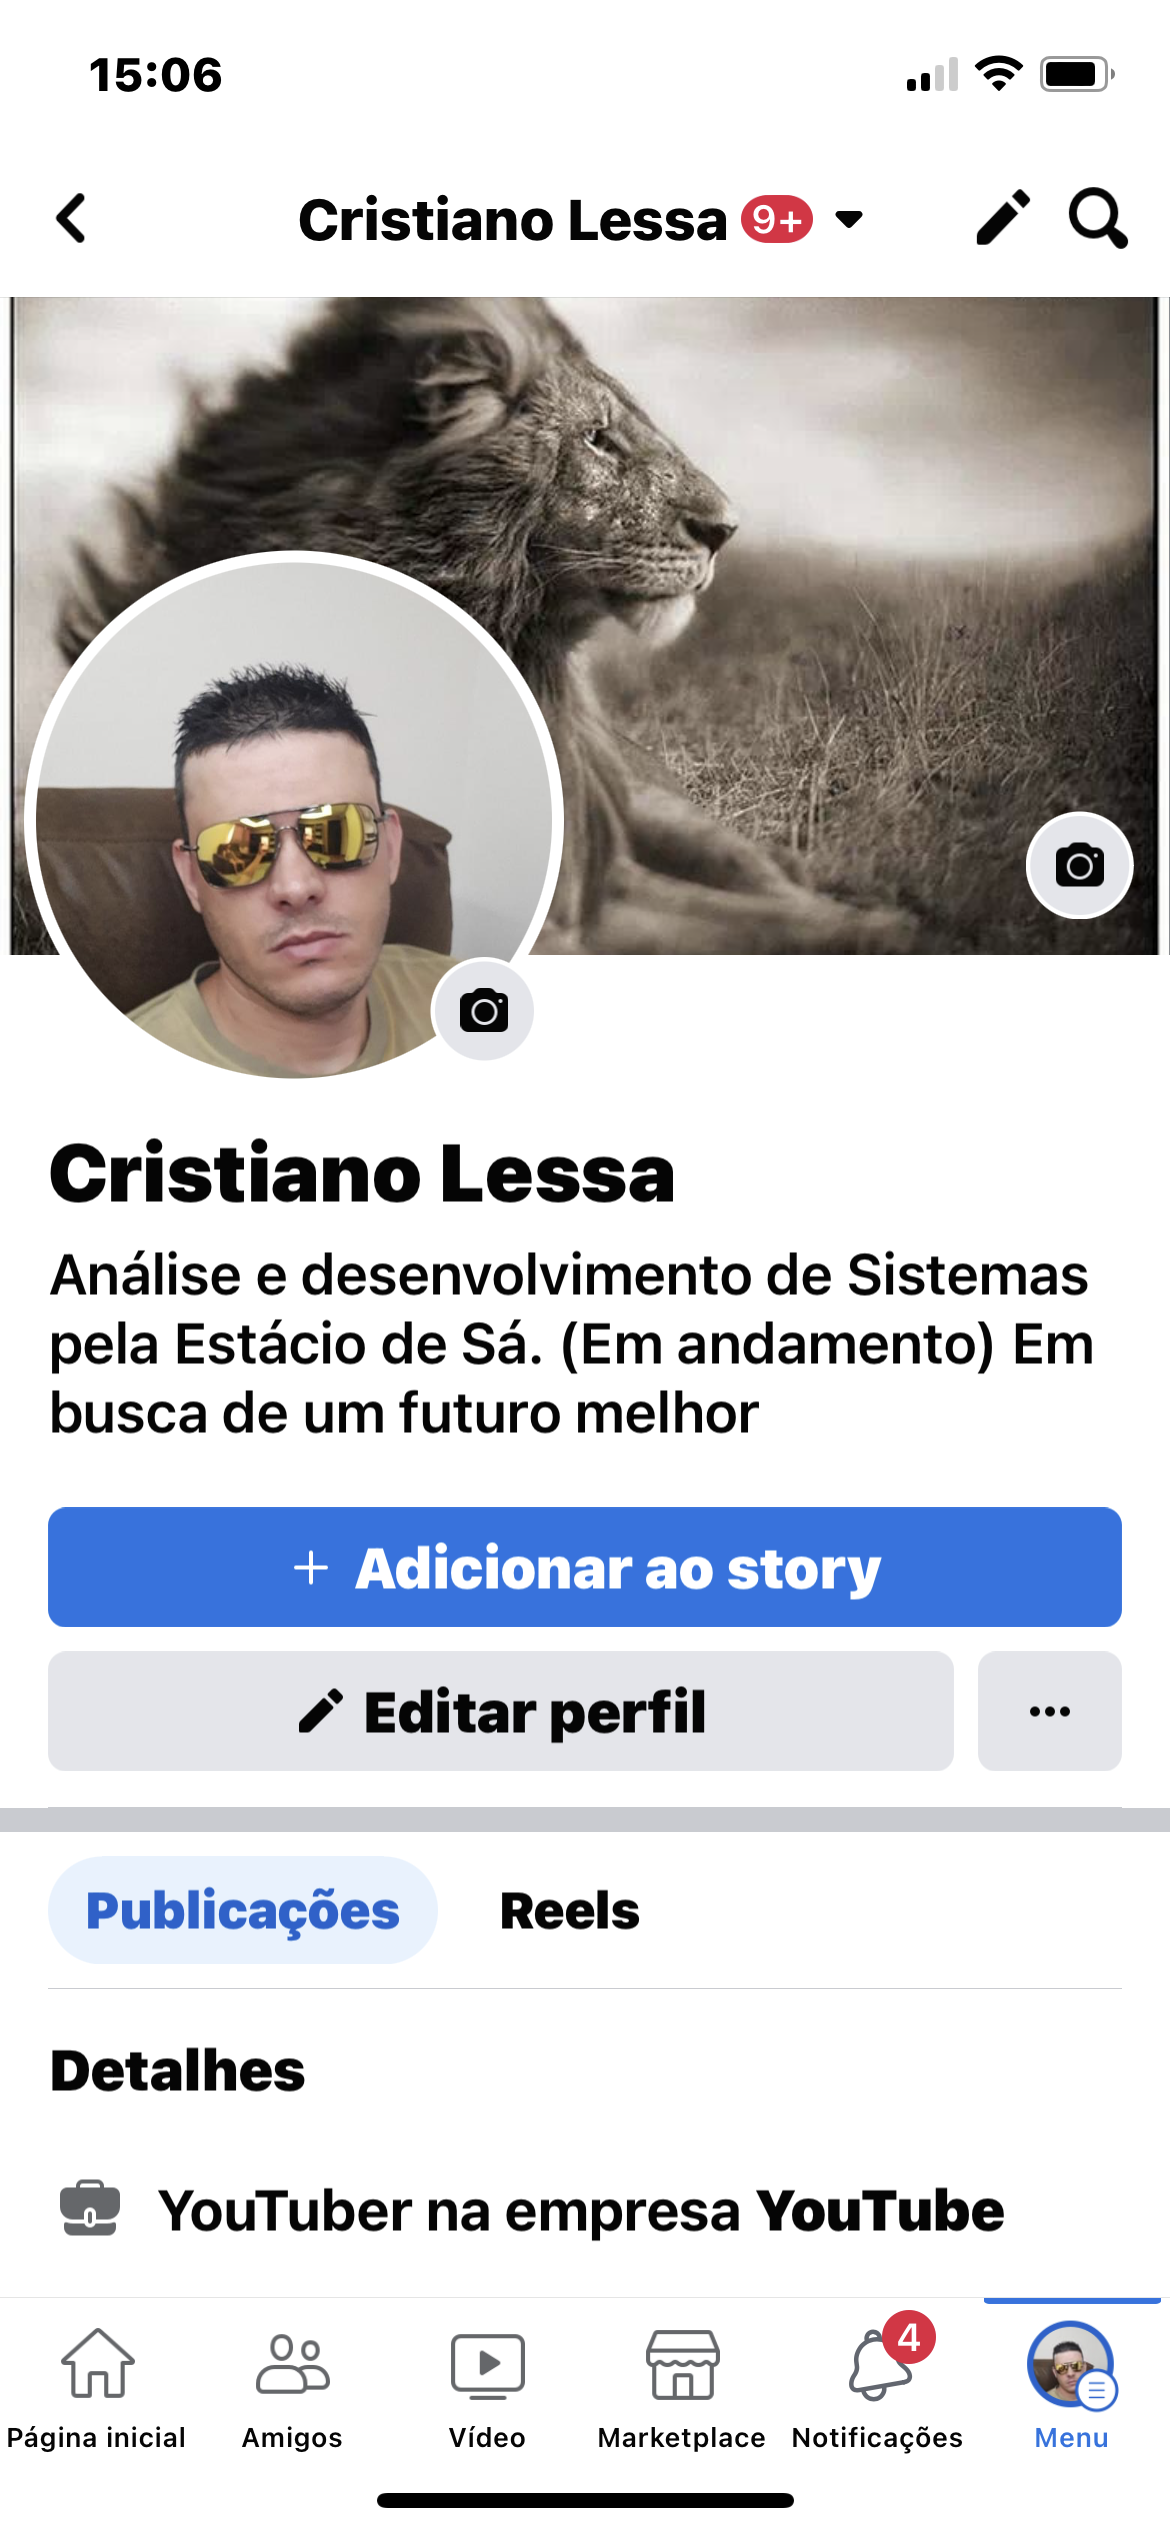 15:06
Cristiano Lessa 9+
Cristiano Lessa
Análise e desenvolvimento de Sistemas
pela Estácio de Sá. (Em andamento) Em
busca de um futuro melhor
+ Adicionar ao story
Editar perfil
Publicações Reels
Detalhes
YouTuber na empresa YouTube
4
Página inicial Amigos Vídeo Marketplace Notificações Menu